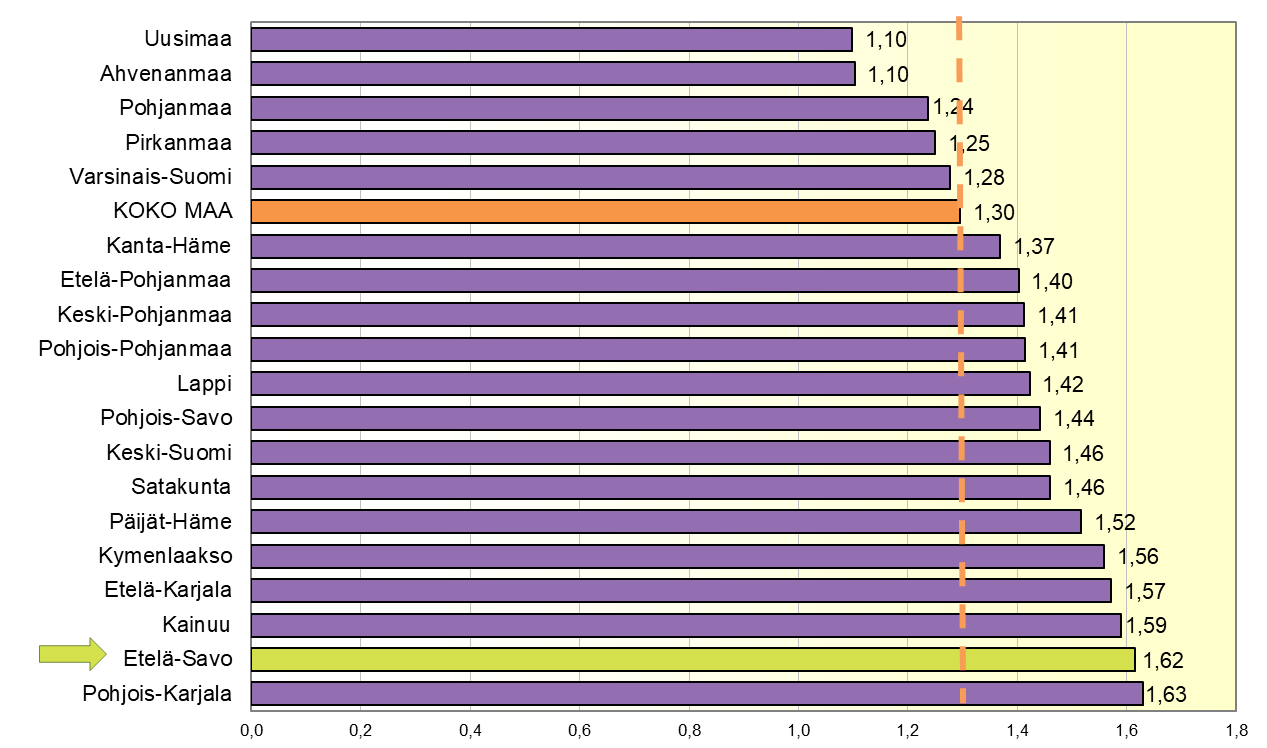 Uusimaa 1,10
Ahvenanmaa 1,10
Pohjanmaa 1,24
Pirkanmaa 1,25
Varsinais-Suomi 1,28
KOKO MAA 1,30
Kanta-Häme 1,37
Etelä-Pohjanmaa 1,40
Keski-Pohjanmaa 1,41
Pohjois-Pohjanmaa 1,41
Lappi 1,42
Pohjois-Savo 1,44
Keski-Suomi 1,46
Satakunta 1,46
Päijät-Häme 1,52
Kymenlaakso 1,56
Etelä-Karjala 1,57
Kainuu 1,59
Etelä-Savo 1,62
Pohjois-Karjala 1,63
0,0 0,2 0,4 0,6 0,8 1,0 1,2 1,4 1,6 1,8